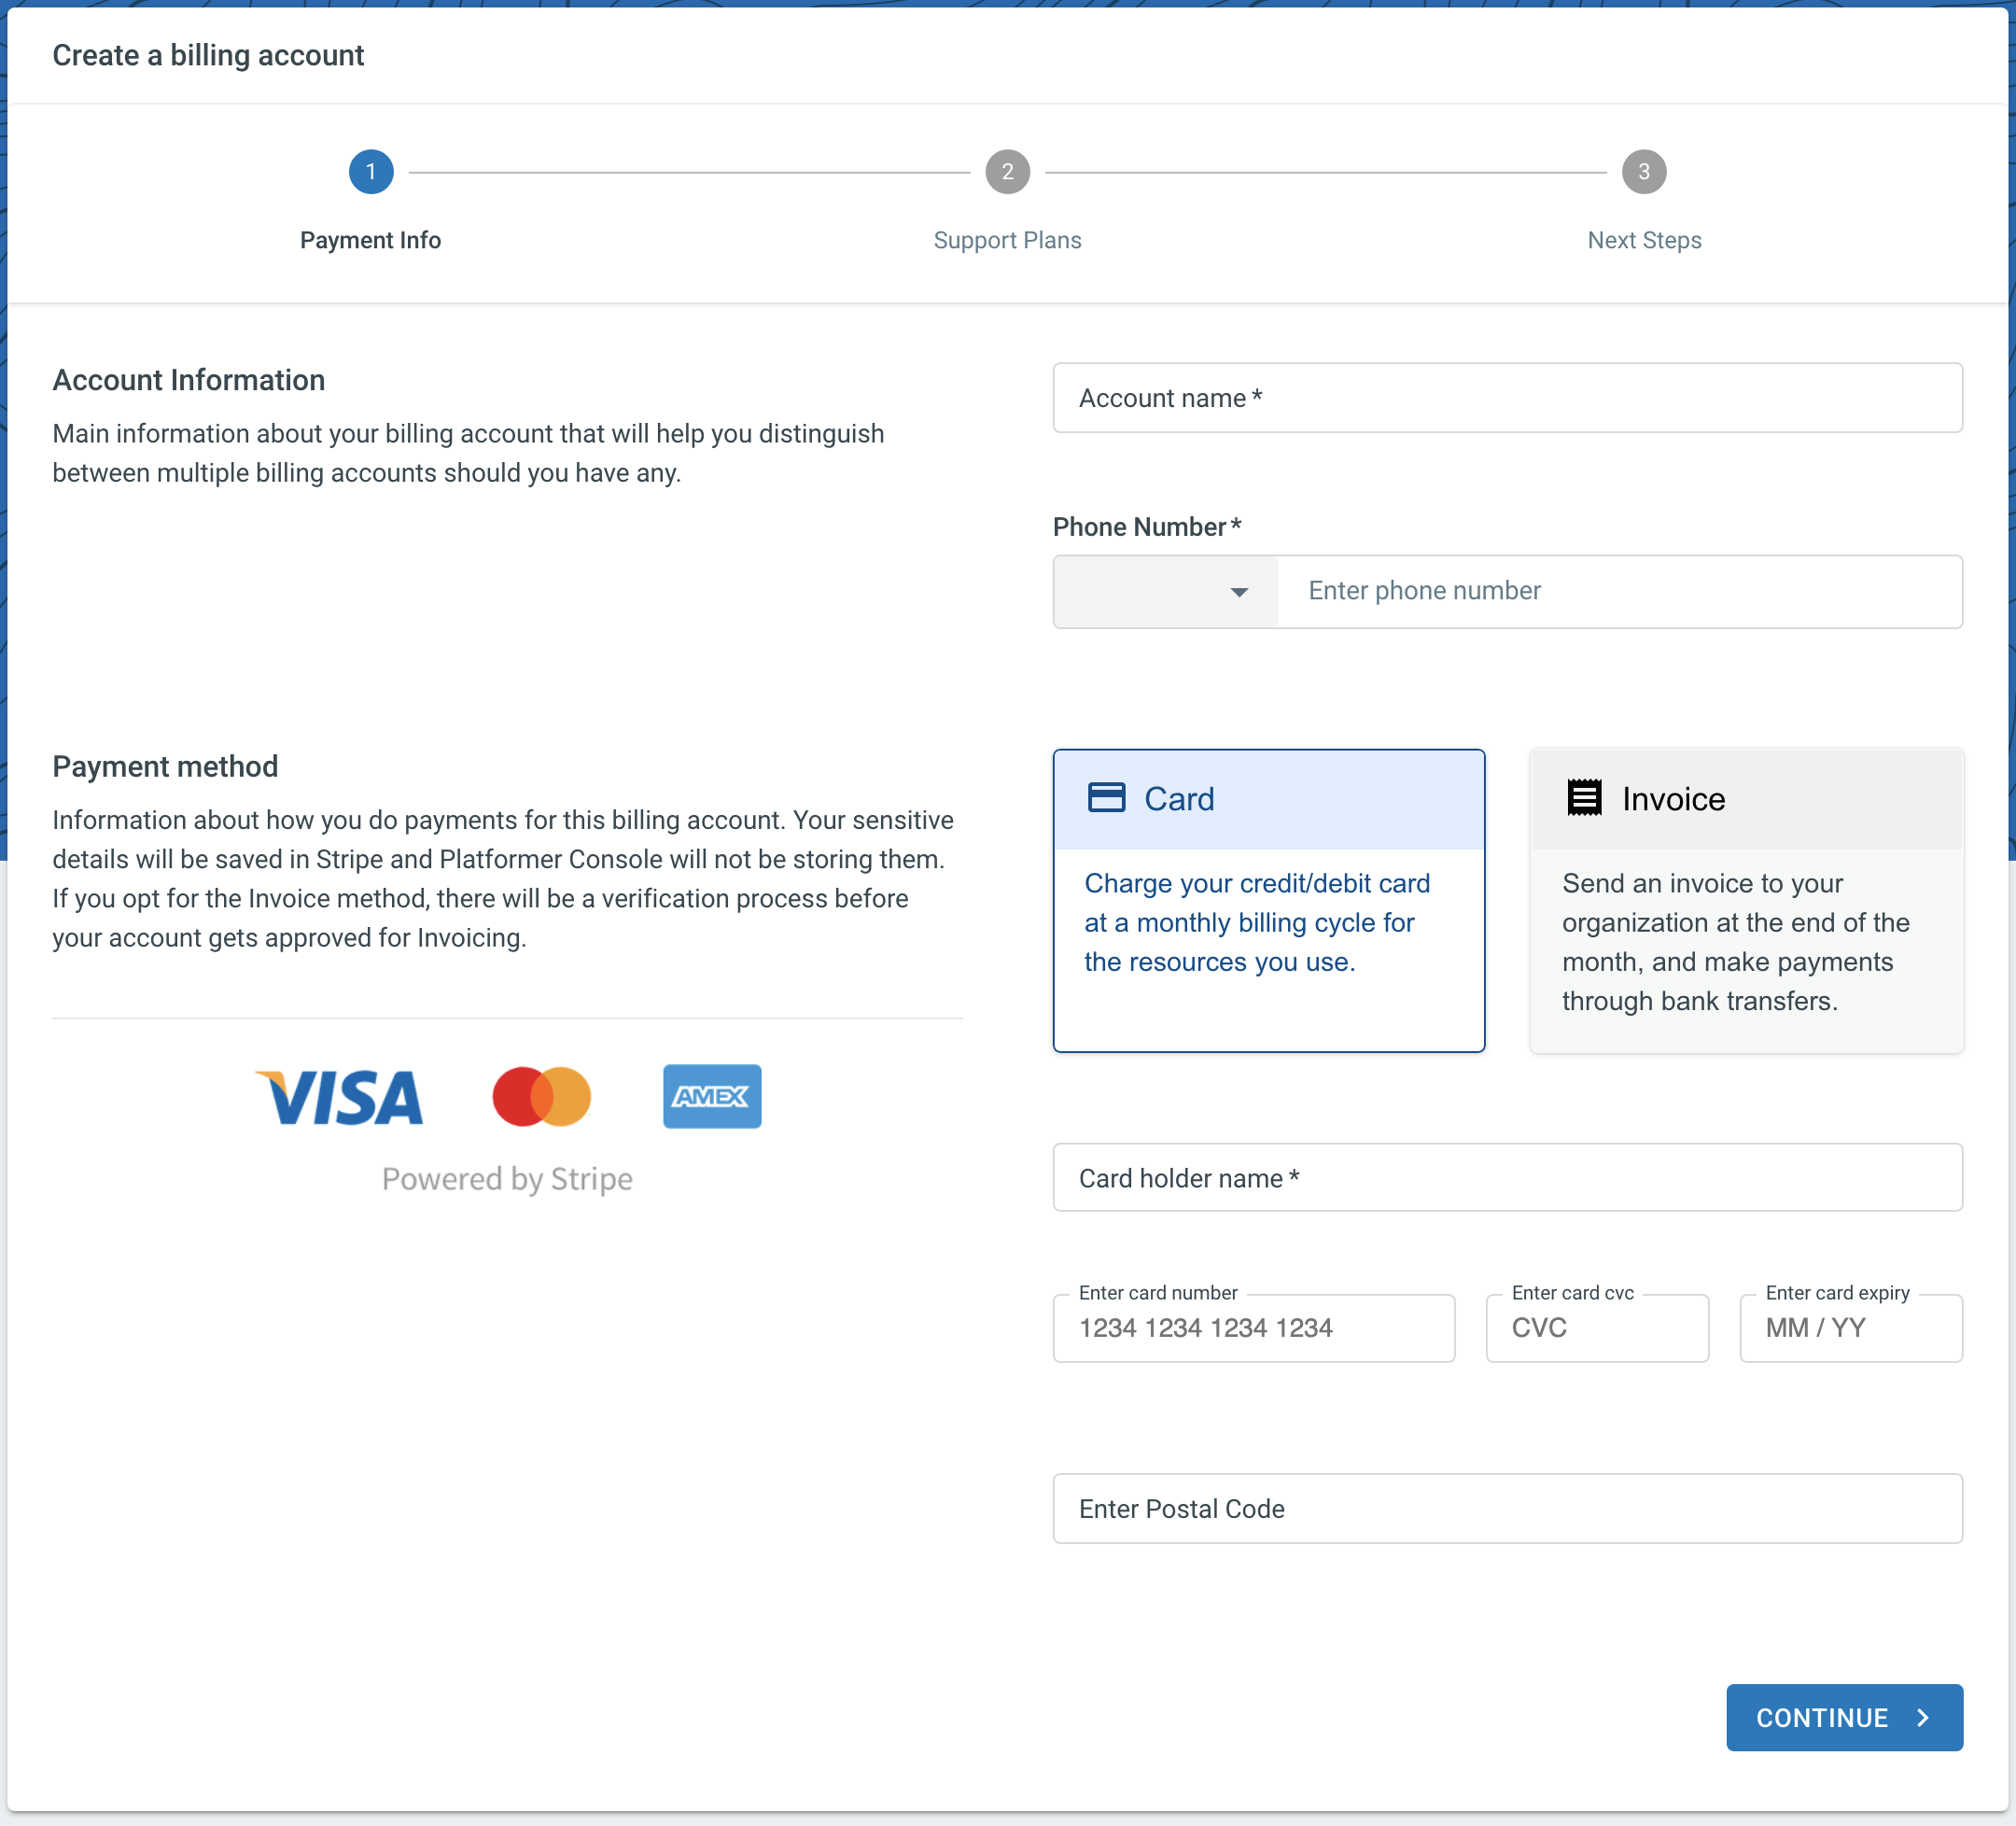 Create a billing account
1
2
3
Payment Info
Support Plans
Next Steps
Account Information
Main information about your billing account that will help you distinguish
between multiple billing accounts should you have any.
Account name *
Phone Number *
Enter phone number
Payment method
Information about how you do payments for this billing account. Your sensitive
details will be saved in Stripe and Platformer Console will not be storing them.
If you opt for the Invoice method, there will be a verification process before
your account gets approved for Invoicing.
VISA
AMEX
Powered by Stripe
Card
Charge your credit/debit card
at a monthly billing cycle for
the resources you use.
Invoice
Send an invoice to your
organization at the end of the
month, and make payments
through bank transfers.
Card holder name *
Enter card number
1234 1234 1234 1234
Enter card cvc
CVC
Enter card expiry
MM / YY
Enter Postal Code
CONTINUE